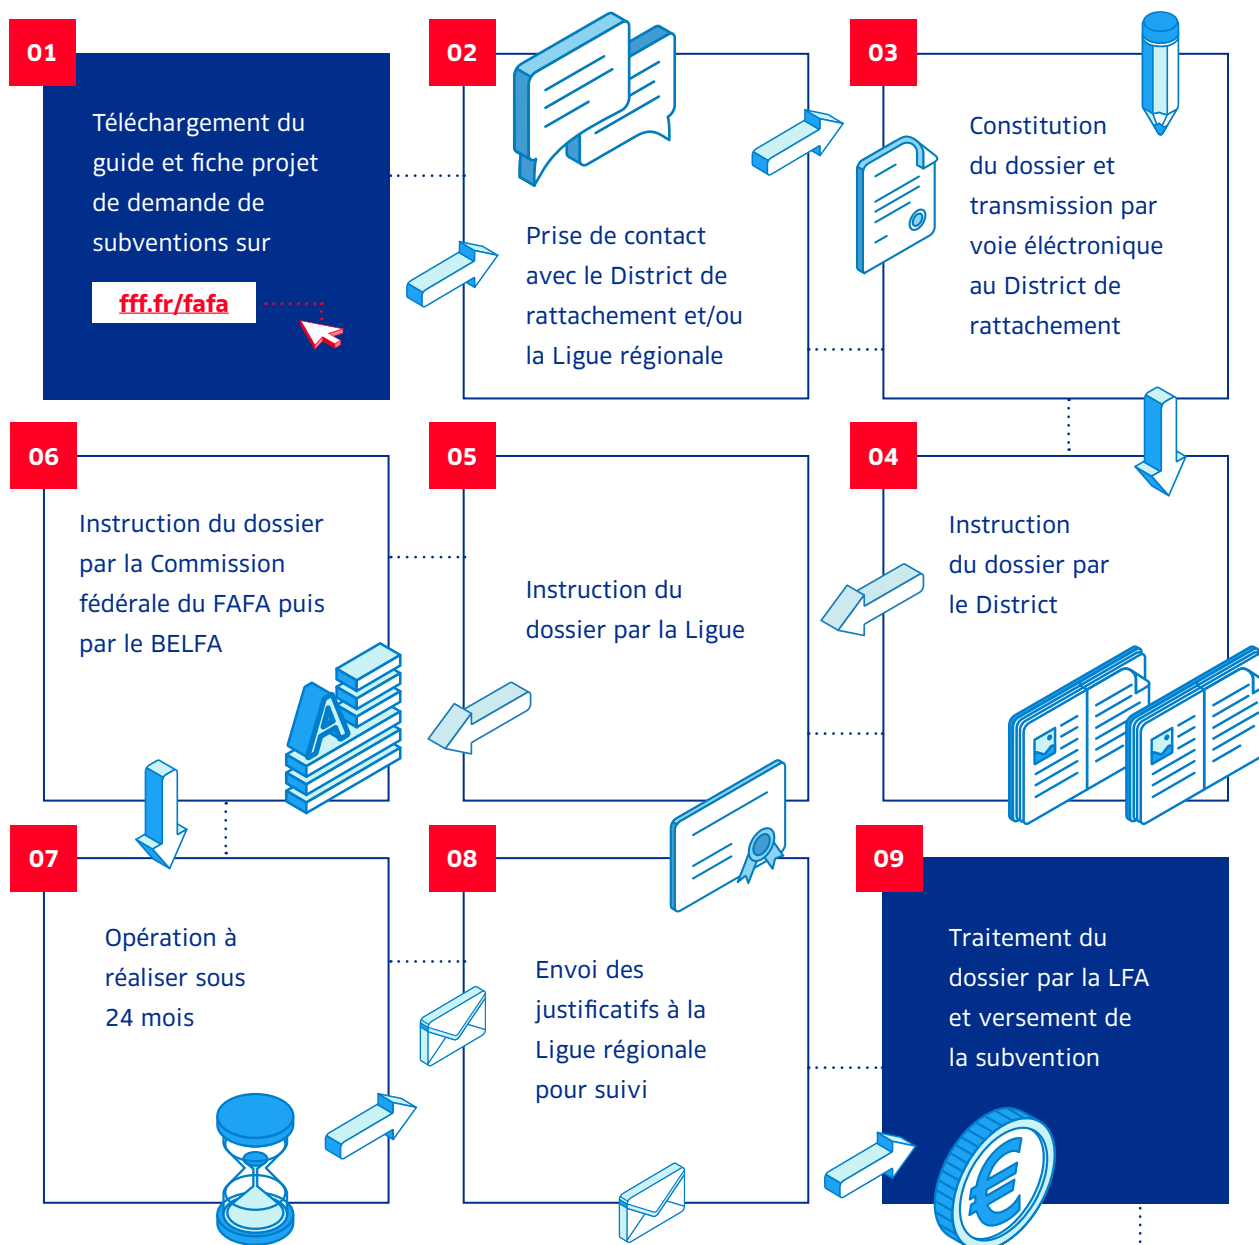 01
Téléchargement du
guide et fiche projet
de demande de
subventions sur
fff.fr/fafa
02
Prise de contact
avec le District de
rattachement et/ou
la Ligue régionale
03
Constitution
du dossier et
transmission par
voie éléctronique
au District de
rattachement
04
Instruction
du dossier par
le District
05
Instruction du
dossier par la Ligue
06
Instruction du dossier
par la Commission
fédérale du FAFA puis
par le BELFA
A
07
Opération à
réaliser sous
24 mois
08
Envoi des
justificatifs à la
Ligue régionale
pour suivi
09
Traitement du
dossier par la LFA
et versement de
la subvention
€